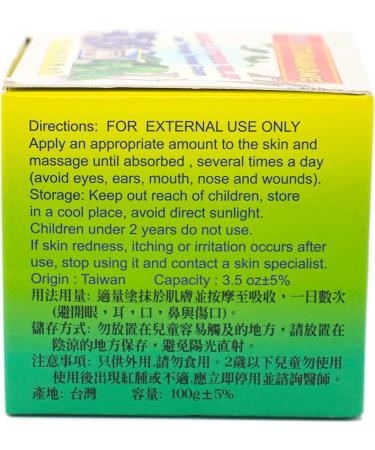 Directions: FOR EXTERNAL USE ONLY
Apply an appropriate amount to the skin and
massage until absorbed , several times a day
(avoid eyes, ears, mouth, nose and wounds).
Storage: Keep out reach of children, store
in a cool place, avoid direct sunlight.
Children under 2 years do not use.
If skin redness, itching or irritation occurs after
use, stop using it and contact a skin specialist.
Origin : Taiwan Capacity : 3.5 oz±5%
用法用量: 適量塗抹於肌膚並按摩至吸收，一日數次
(避開眼，耳，口，鼻與傷口)。
儲存方式: 勿放置在兒童容易觸及的地方，請放置在
陰涼的地方保存，避免陽光直射。
注意事項: 只供外用,請勿食用。2歲以下兒童勿使用
使用後出現紅腫或不適,應立即停用並諮詢醫師。
產地: 台灣 容量: 100g±5%